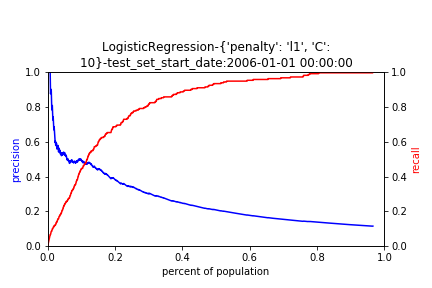 LogisticRegression-{'penalty': 'l1', 'C':
10}-test_set_start_date:2006-01-01 00:00:00
1.0
0.8
0.6
0.4
0.2
0.0
precision
1.0
0.8
0.6
0.4
0.2
0.0
recall
0.0 0.2 0.4 0.6 0.8 1.0
percent of population